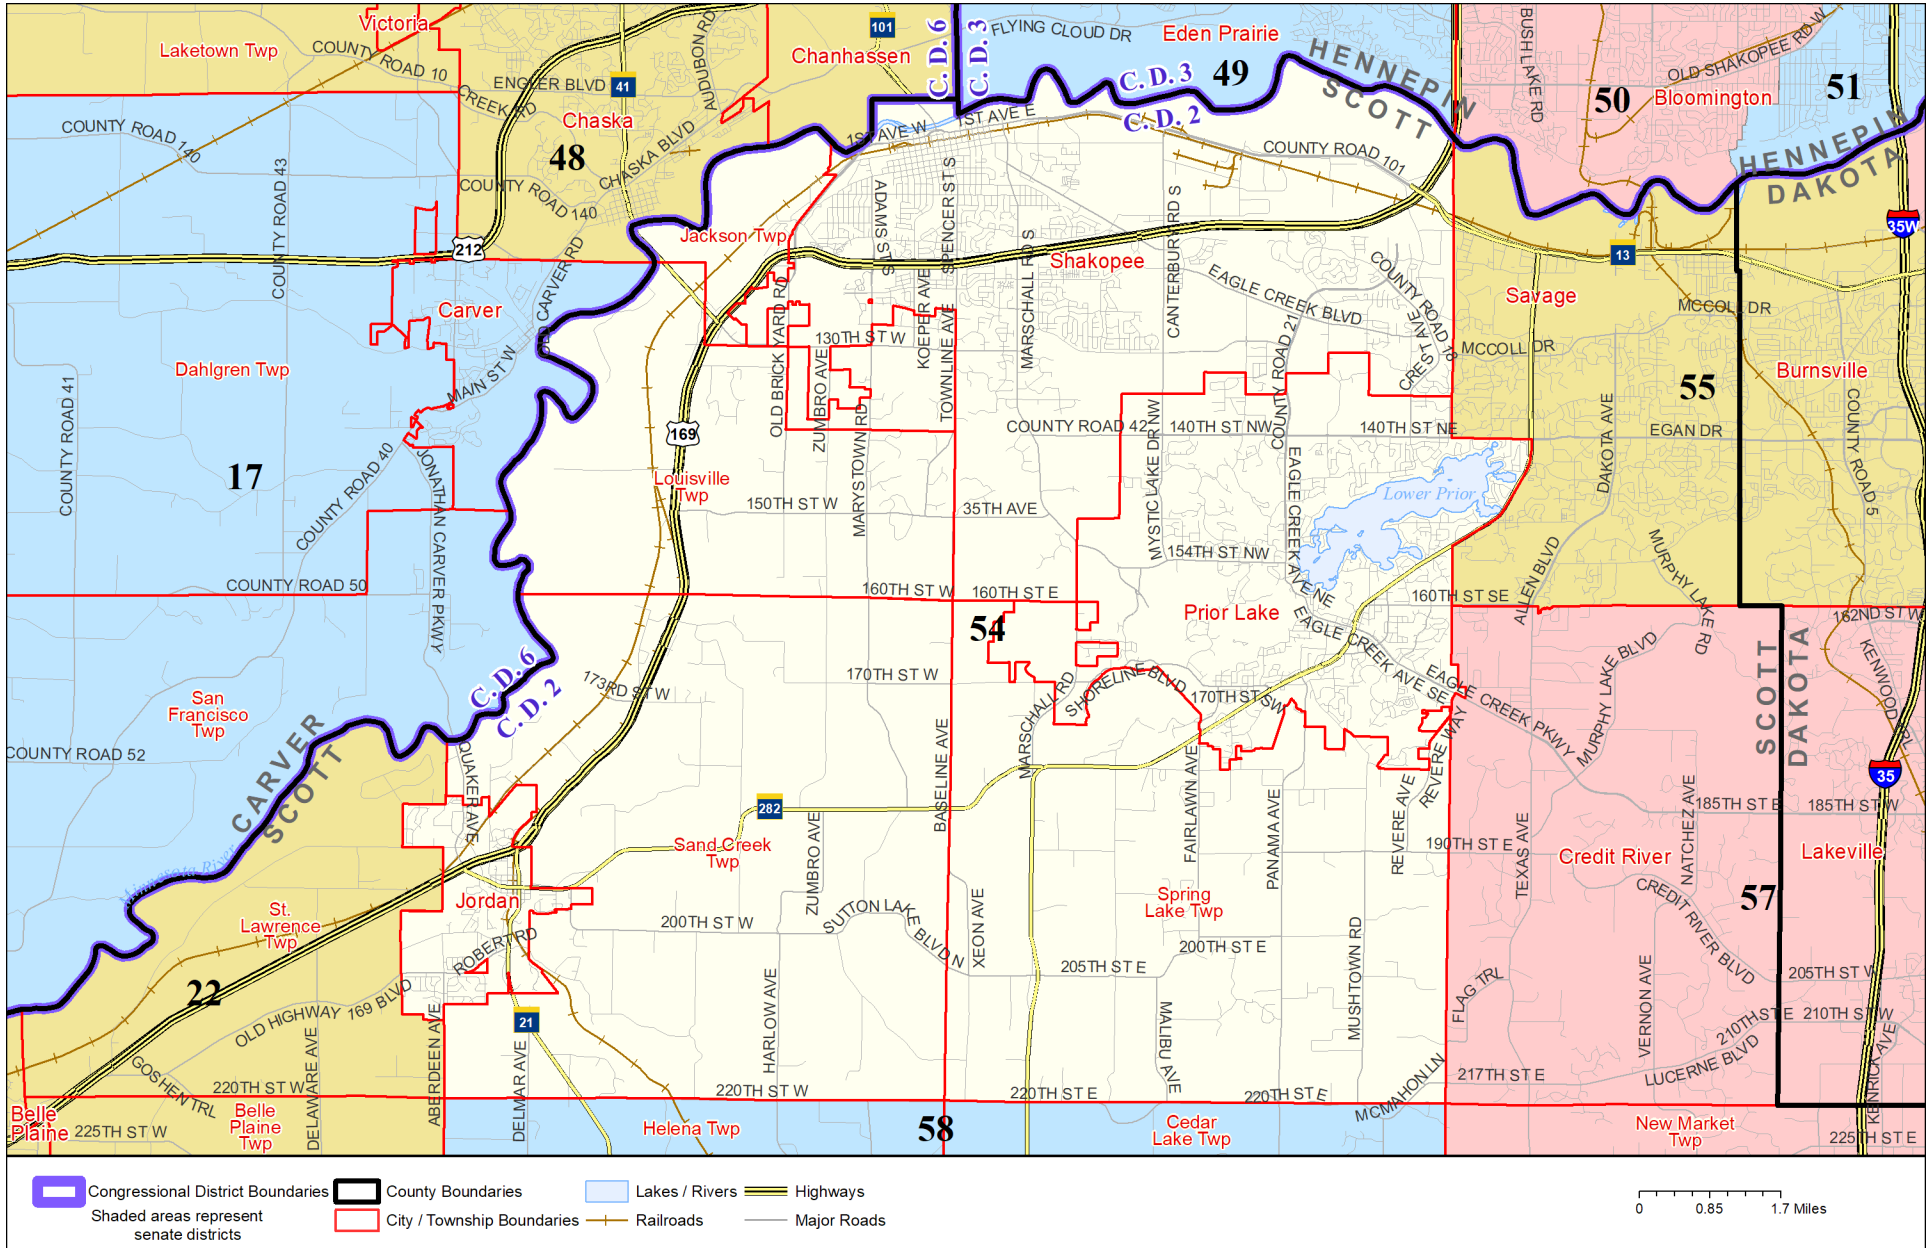 Victoria
Laketown Twp
COUNTY ROAD 10
101
Chanhassen
AUDUBON RD
ENGLER BLVD
41
CREEK RD
Chaska
48
CHASKA BLVD
C. D. 6
C. D. 3
FLYING CLOUD DR
Eden Prairie
C. D. 3
49
C. D. 2
HENNEPIN
SCOTT
BUSH LAKE RD
OLD SHAKOPEE RD W
50
Bloomington
51
HENNEPIN
DAKOTA
COUNTY ROAD 140
COUNTY ROAD 43
COUNTY ROAD 140
1ST AVE W
1ST AVE E
COUNTY ROAD 101
212
OLD CARVER RD
Jackson Twp
ADAMS ST S
SPENCER ST S
MARSCHALL RD S
CANTERBURY RD S
Shakopee
EAGLE CREEK BLVD
COUNTY ROAD 21
COUNTY ROAD 18
CREST AVE
13
35W
Savage
MCCOLL DR
MCCOLL DR
55
Burnsville
EGAN DR
COUNTY ROAD 5
DAKOTA AVE
Carver
Dahlgren Twp
MAIN ST W
COUNTY ROAD 41
17
COUNTY ROAD 40
JONATHAN CARVER PKWY
COUNTY ROAD 50
169
OLD BRICK YARD RD
130TH ST W
ZUMBRO AVE
KOEPER AVE
TOWNLINE AVE
MARYSTOWN RD
Louisville
Twp
150TH ST W
35TH AVE
COUNTY ROAD 42
140TH ST NW
140TH ST NE
MYSTIC LAKE DR NW
EAGLE CREEK AVE NE
Lower Prior
154TH ST NW
160TH ST W
160TH ST E
54
Prior Lake
160TH ST SE
ALLEN BLVD
MURPHY LAKE RD
162ND ST W
KENWOOD TRL
EAGLE CREEK AVE SE
EAGLE CREEK PKWY
MURPHY LAKE BLVD
SCOTT
DAKOTA
San
Francisco
Twp
COUNTY ROAD 52
CARVER
SCOTT
C. D. 6
C. D. 2
173RD ST W
170TH ST W
MARSCHALL RD
SHORELINE BLVD
170TH ST SW
REVERE WAY
QUAKER AVE
BASELINE AVE
282
Sand Creek
Twp
ZUMBRO AVE
FAIRLAWN AVE
PANAMA AVE
REVERE AVE
190TH ST E
TEXAS AVE
NATCHEZ AVE
185TH ST E
185TH ST W
35
Credit River
Lakeville
57
CREDIT RIVER BLVD
Minnesota River
St.
Lawrence
Twp
Jordan
ROBERT RD
200TH ST W
SUTTON LAKE BLVD N
XEON AVE
Spring
Lake Twp
200TH ST E
205TH ST E
205TH ST W
22
OLD HIGHWAY 169 BLVD
21
HARLOW AVE
MALIBU AVE
MUSHTOWN RD
FLAG TRL
VERNON AVE
210TH ST E
210TH ST W
LUCERNE BLVD
GOSHEN TRL
DELAWARE AVE
ABERDEEN AVE
DELMAR AVE
220TH ST W
220TH ST W
220TH ST E
220TH ST E
MCMAHON LN
217TH ST E
KENRICK AVE
Belle
Plaine
225TH ST W
Belle
Plaine
Twp
Helena Twp
58
Cedar
Lake Twp
New Market
Twp
225TH ST E
Congressional District Boundaries
County Boundaries
Lakes / Rivers
Highways
Shaded areas represent
senate districts
City / Township Boundaries
Railroads
Major Roads
0 0.85 1.7 Miles